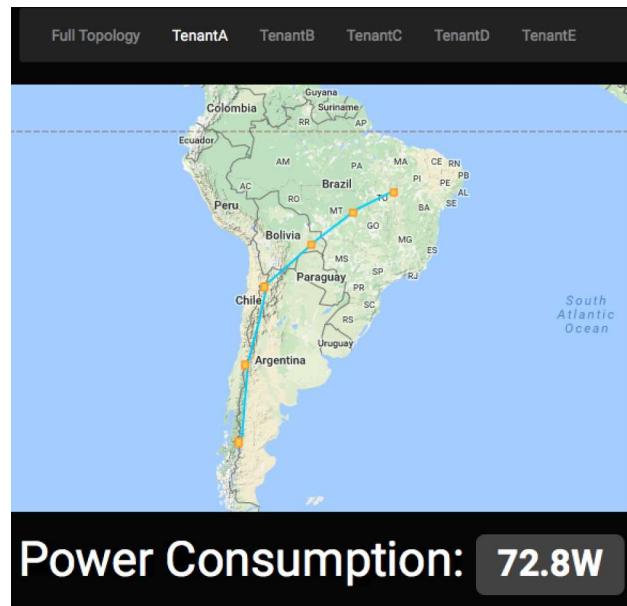 Full Topology TenantA TenantB TenantC TenantD TenantE
Guyana
Colombia Suriname
RR AP
Ecuador
AM PA MA CE RN
PB
AC Brazil PI PE
RO TO AL
Peru MT BA SE
GO
Bolivia MG
MS ES
SP RJ
Paraguay PR
Chile SC
RS
South
Atlantic
Ocean
Uruguay
Argentina
Power Consumption: 72.8W